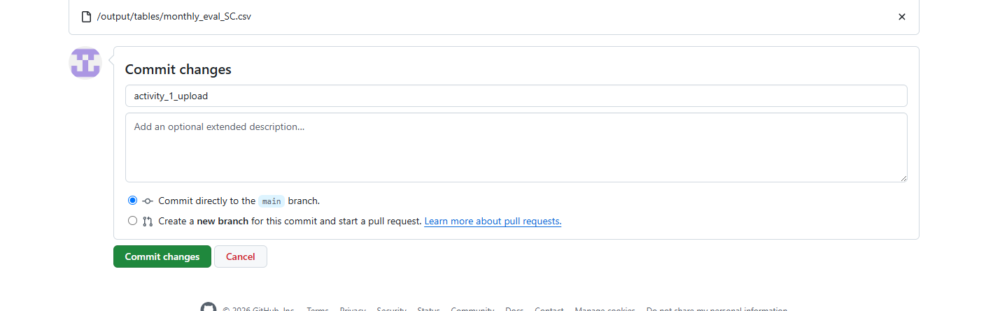 /output/tables/monthly_eval_SC.csv
Commit changes
activity_1_upload
Add an optional extended description...
Commit directly to the main branch.
Create a new branch for this commit and start a pull request. Learn more about pull requests.
Commit changes Cancel
© 2026 GitHub, Inc. Terms Privacy Security Status Community Docs Contact Manage cookies Do not share my personal information